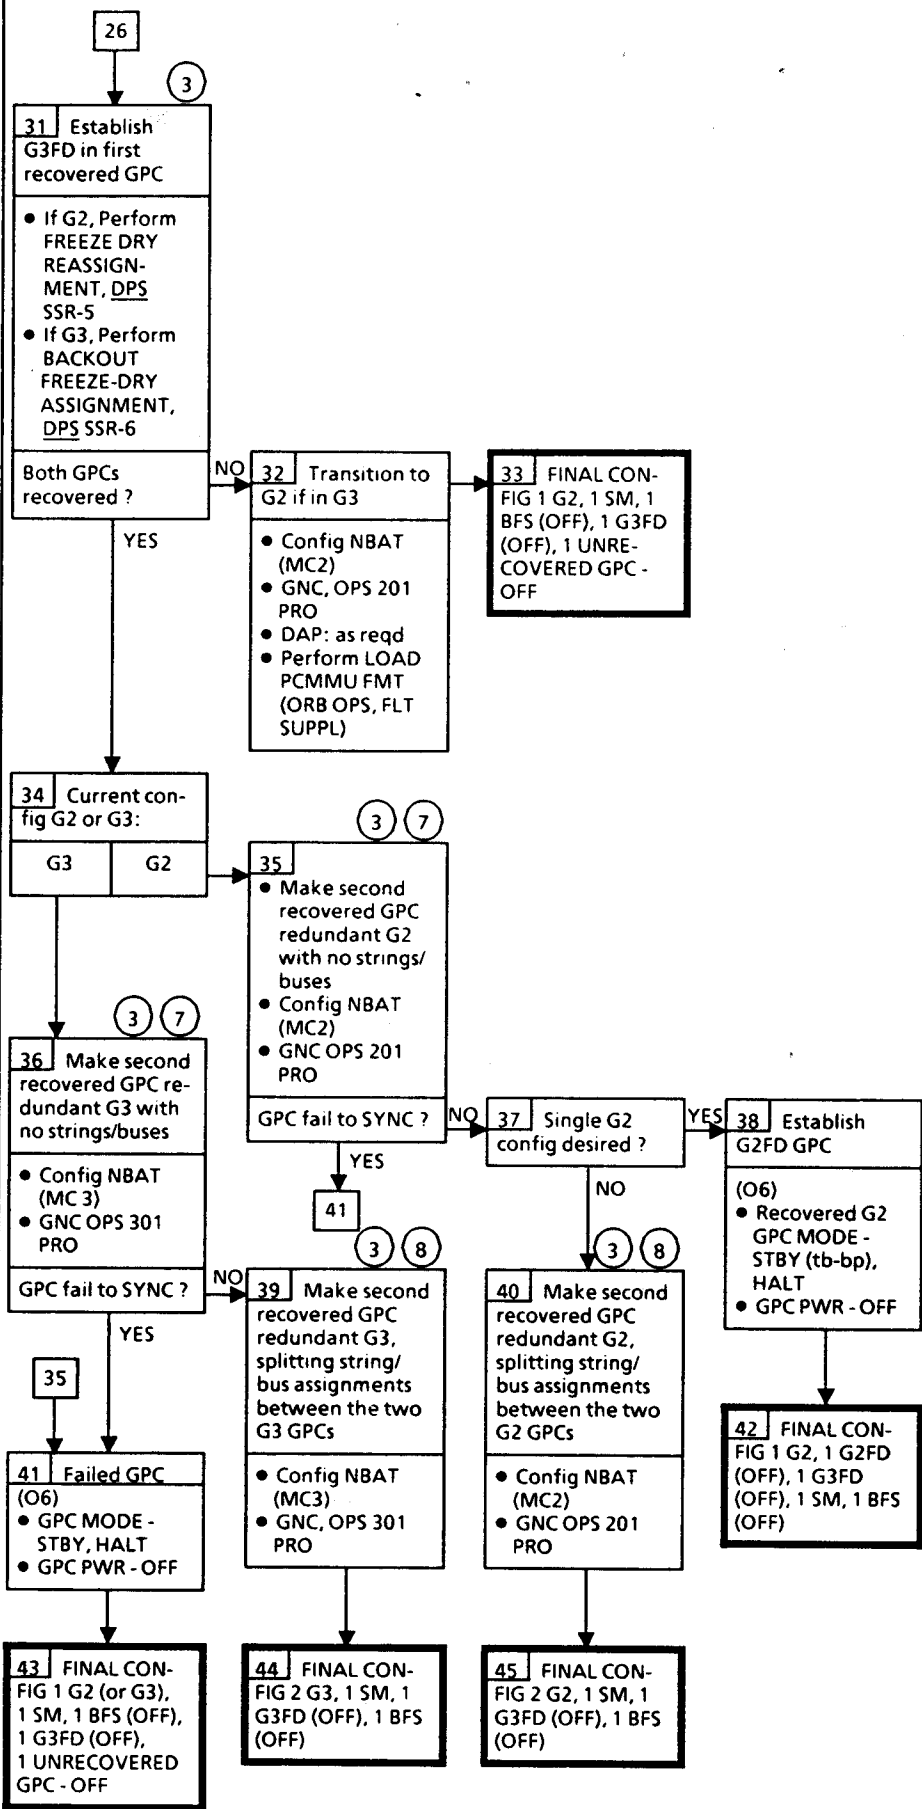 26
3
31 Establish
G3FD in first
recovered GPC
● If G2, Perform
FREEZE DRY
REASSIGN-
MENT, DPS
SSR-5
● If G3, Perform
BACKOUT
FREEZE-DRY
ASSIGNMENT,
DPS SSR-6
Both GPCs
recovered ?
NO
YES
32 Transition to
G2 if in G3
● Config NBAT
(MC2)
● GNC, OPS 201
PRO
● DAP: as reqd
● Perform LOAD
PCMMU FMT
(ORB OPS, FLT
SUPPL)
33 FINAL CON-
FIG 1 G2, 1 SM, 1
BFS (OFF), 1 G3FD
(OFF), 1 UNRE-
COVERED GPC -
OFF
34 Current con-
fig G2 or G3:
G3
G2
3 7
35
● Make second
recovered GPC
redundant G2
with no strings/
buses
● Config NBAT
(MC2)
● GNC OPS 201
PRO
GPC fail to SYNC ?
NO
YES
41
3 7
36 Make second
recovered GPC re-
dundant G3 with
no strings/buses
● Config NBAT
(MC 3)
● GNC OPS 301
PRO
GPC fail to SYNC ?
NO
YES
37 Single G2
config desired ?
YES
NO
38 Establish
G2FD GPC
(O6)
● Recovered G2
GPC MODE -
STBY (tb-bp),
HALT
● GPC PWR - OFF
3 8
39 Make second
recovered GPC
redundant G3,
splitting string/
bus assignments
between the two
G3 GPCs
● Config NBAT
(MC3)
● GNC, OPS 301
PRO
3 8
40 Make second
recovered GPC
redundant G2,
splitting string/
bus assignments
between the two
G2 GPCs
● Config NBAT
(MC2)
● GNC OPS 201
PRO
35
41 Failed GPC
(O6)
● GPC MODE -
STBY, HALT
● GPC PWR - OFF
42 FINAL CON-
FIG 1 G2, 1 G2FD
(OFF), 1 G3FD
(OFF), 1 SM, 1 BFS
(OFF)
43 FINAL CON-
FIG 1 G2 (or G3),
1 SM, 1 BFS (OFF),
1 G3FD (OFF),
1 UNRECOVERED
GPC - OFF
44 FINAL CON-
FIG 2 G3, 1 SM, 1
G3FD (OFF), 1 BFS
(OFF)
45 FINAL CON-
FIG 2 G2, 1 SM, 1
G3FD (OFF), 1 BFS
(OFF)